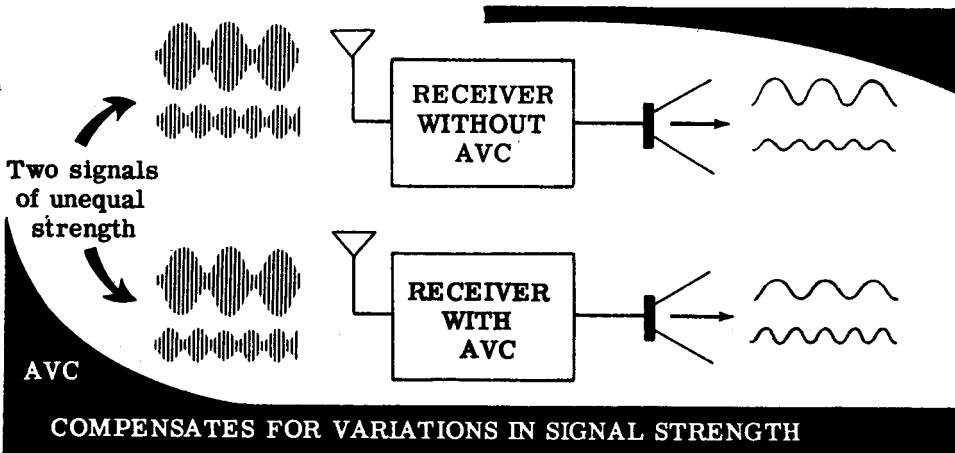 Two signals
of unequal
strength
RECEIVER
WITHOUT
AVC
RECEIVER
WITH
AVC
AVC
COMPENSATES FOR VARIATIONS IN SIGNAL STRENGTH